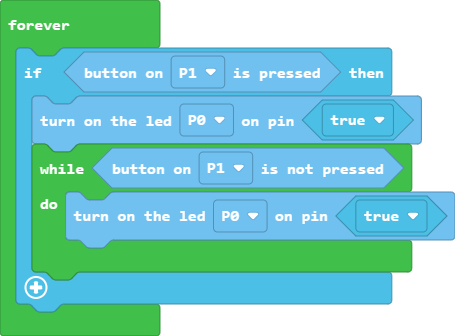 forever
if button on P1 is pressed then
turn on the led P0 on pin true
while button on P1 is not pressed
do turn on the led P0 on pin true